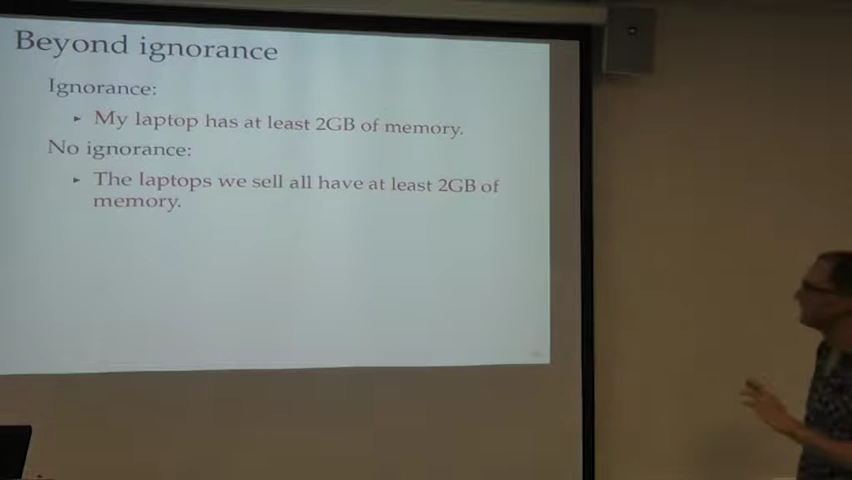 Beyond ignorance
Ignorance:
▸ My laptop has at least 2GB of memory.
No ignorance:
▸ The laptops we sell all have at least 2GB of
memory.